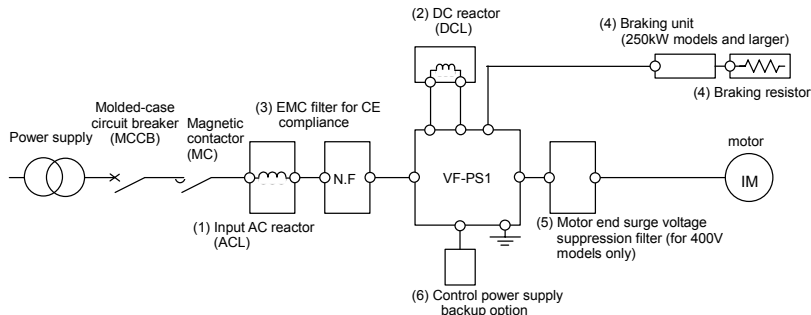 (2) DC reactor
(DCL)
(4) Braking unit
(250kW models and larger)
(4) Braking resistor
Molded-case
circuit breaker
(MCCB)
Magnetic
contactor
(MC)
(3) EMC filter for CE
compliance
Power supply
N.F
VF-PS1
motor
IM
(1) Input AC reactor
(ACL)
(5) Motor end surge voltage
suppression filter (for 400V
models only)
(6) Control power supply
backup option